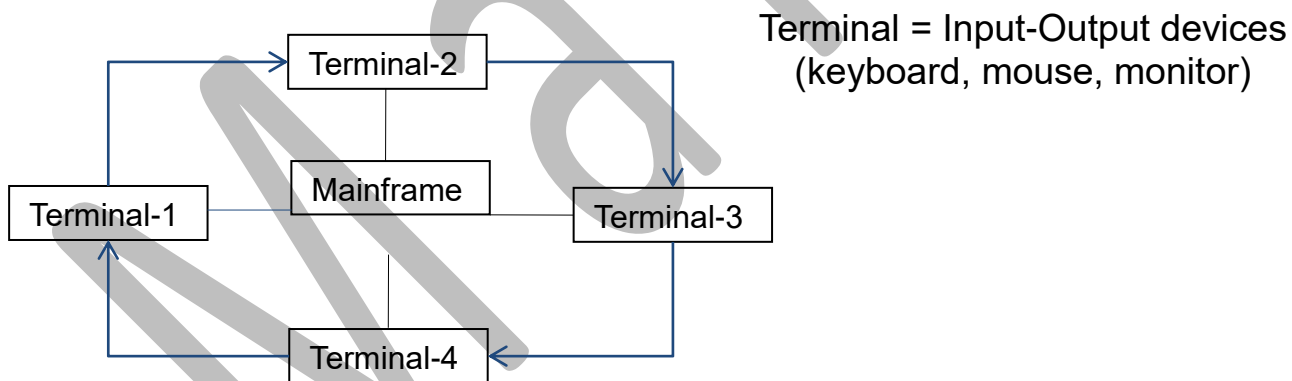 Terminal = Input-Output devices
(keyboard, mouse, monitor)
Terminal-2
Mainframe
Terminal-1
Terminal-3
Terminal-4